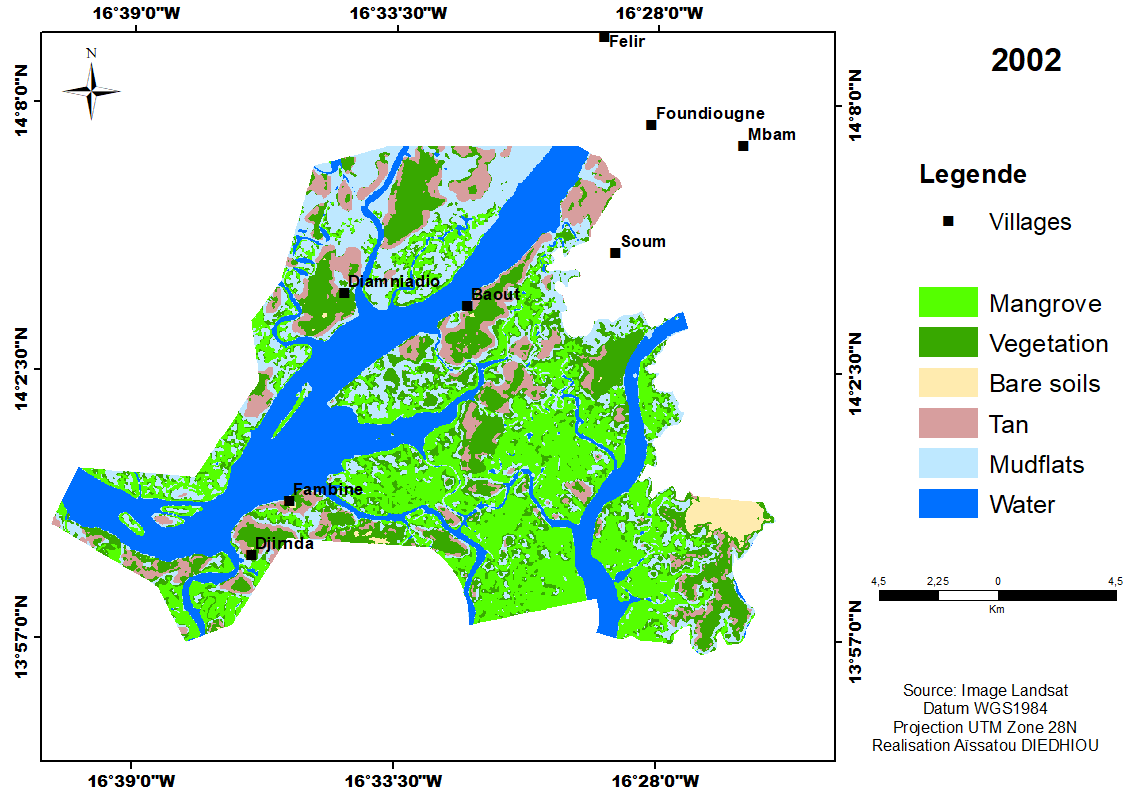 16°39'0"W 16°33'30"W 16°28'0"W
N
2002
14°8'0"N
14°8'0"N
Felir
Foundiougne
Mbam
Soum
Diamniadio
Baout
14°2'30"N
14°2'30"N
Fambine
Djimda
13°57'0"N
13°57'0"N
16°39'0"W 16°33'30"W 16°28'0"W
Legende
Villages
Mangrove
Vegetation
Bare soils
Tan
Mudflats
Water
4,5 2,25 0 4,5
Km
Source: Image Landsat
Datum WGS1984
Projection UTM Zone 28N
Realisation Aïssatou DIEDHIOU